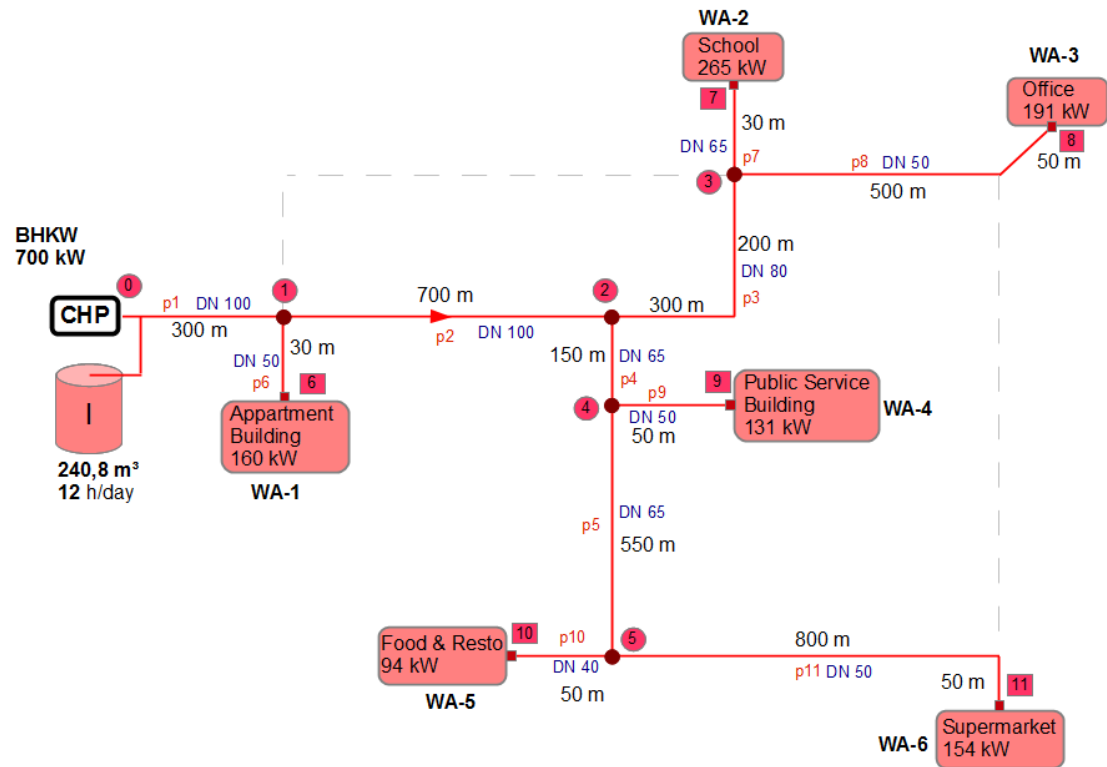 WA-2
School
265 kW
7
30 m
DN 65
p7
WA-3
Office
191 kW
8
50 m
p8
DN 50
500 m
3
200 m
DN 80
p3
300 m
BHKW
700 kW
0
CHP
p1
DN 100
300 m
1
700 m
p2
DN 100
2
30 m
DN 50
p6
6
Appartment
Building
160 kW
WA-1
I
240,8 m³
12 h/day
150 m
DN 65
p4
p9
9
4
DN 50
50 m
Public Service
Building
131 kW
WA-4
p5
DN 65
550 m
Food & Resto
94 kW
WA-5
10
p10
DN 40
50 m
5
800 m
p11
DN 50
50 m
11
Supermarket
154 kW
WA-6